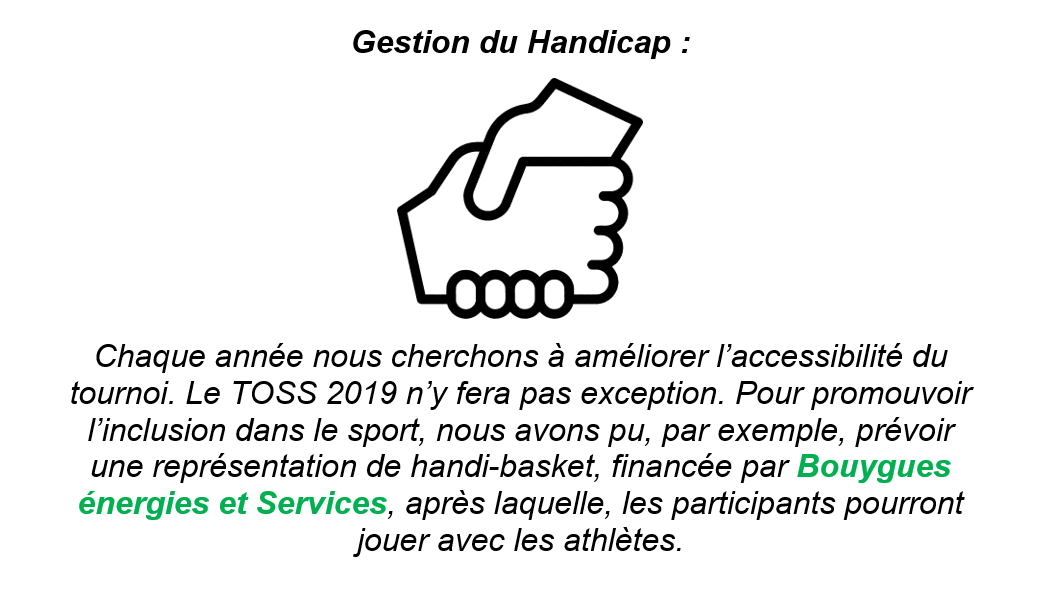 Gestion du Handicap :
Chaque année nous cherchons à améliorer l’accessibilité du
tournoi. Le TOSS 2019 n’y fera pas exception. Pour promouvoir
l’inclusion dans le sport, nous avons pu, par exemple, prévoir
une représentation de handi-basket, financée par Bouygues
énergies et Services, après laquelle, les participants pourront
jouer avec les athlètes.